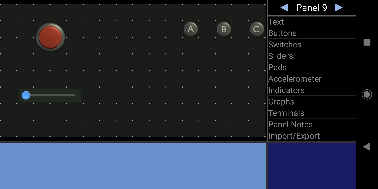 Panel 9
A B C
Text
Buttons
Switches
Sliders
Pads
Accelerometer
Indicators
Graphs
Terminals
Panel Notes
Import/Export